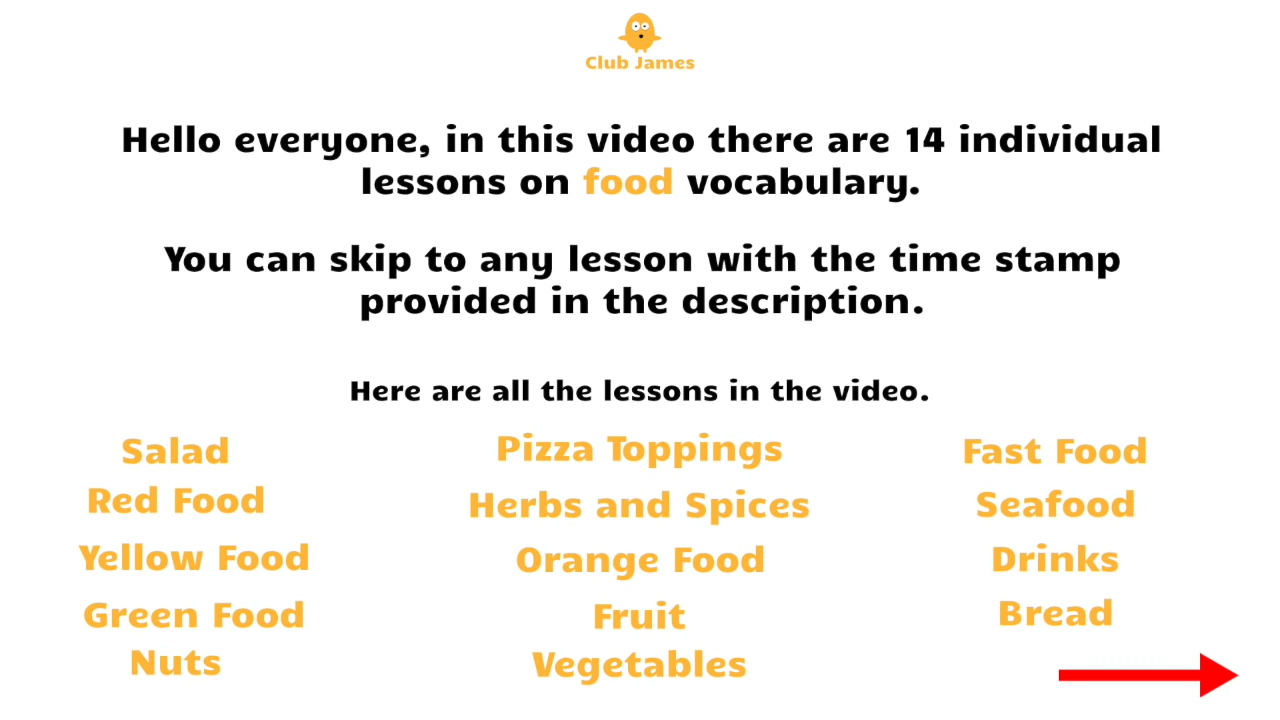 Club James
Hello everyone, in this video there are 14 individual
lessons on food vocabulary.
You can skip to any lesson with the time stamp
provided in the description.
Here are all the lessons in the video.
Salad
Red Food
Yellow Food
Green Food
Nuts
Pizza Toppings
Herbs and Spices
Orange Food
Fruit
Vegetables
Fast Food
Seafood
Drinks
Bread